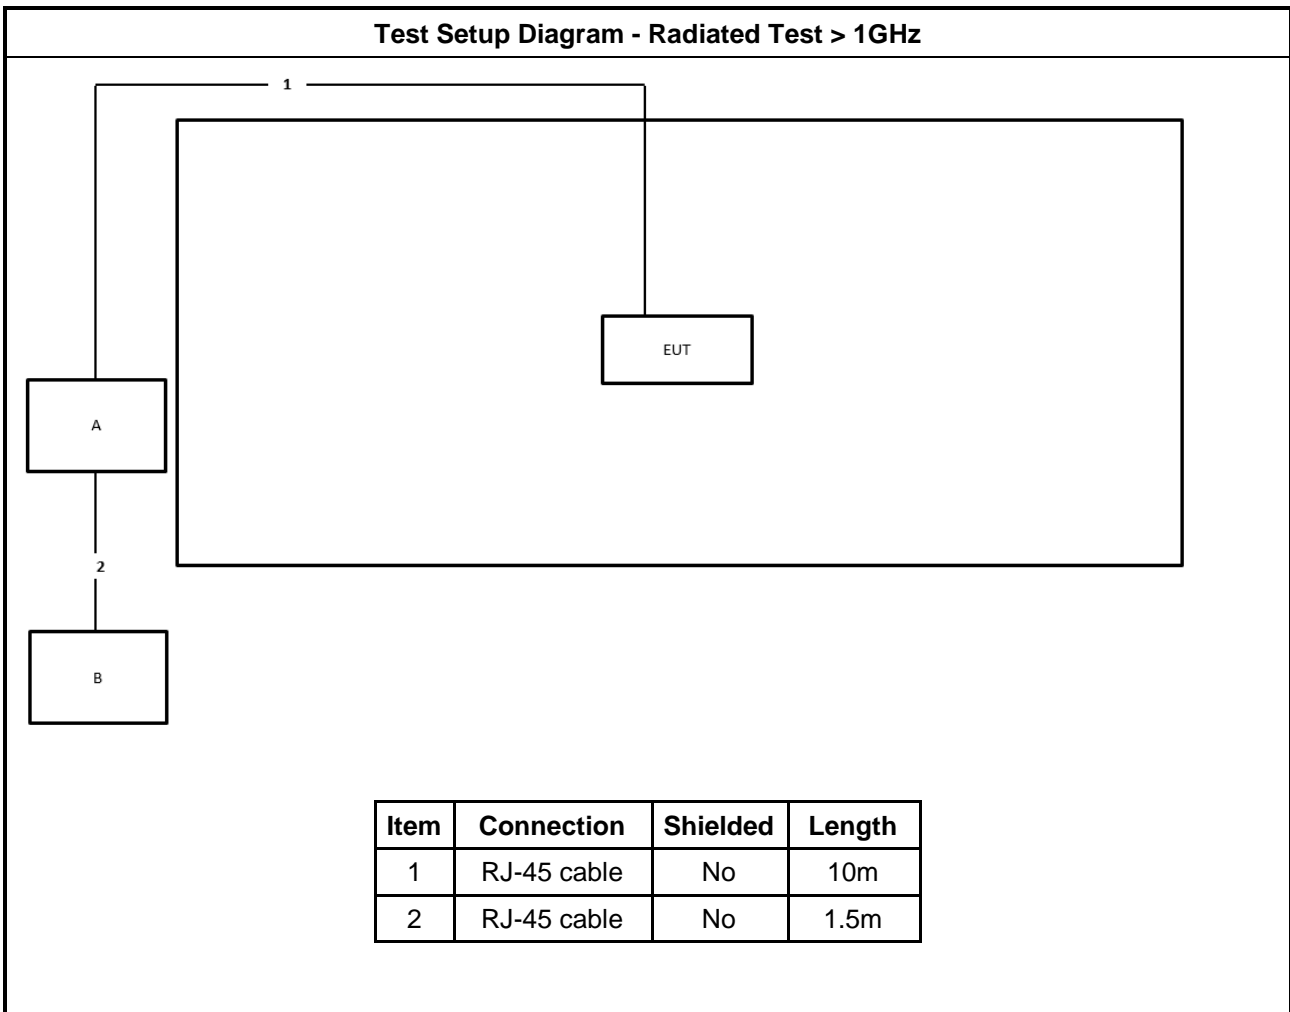 Test Setup Diagram - Radiated Test > 1GHz
1
EUT
A
2
B
Item Connection Shielded Length
1 RJ-45 cable No 10m
2 RJ-45 cable No 1.5m